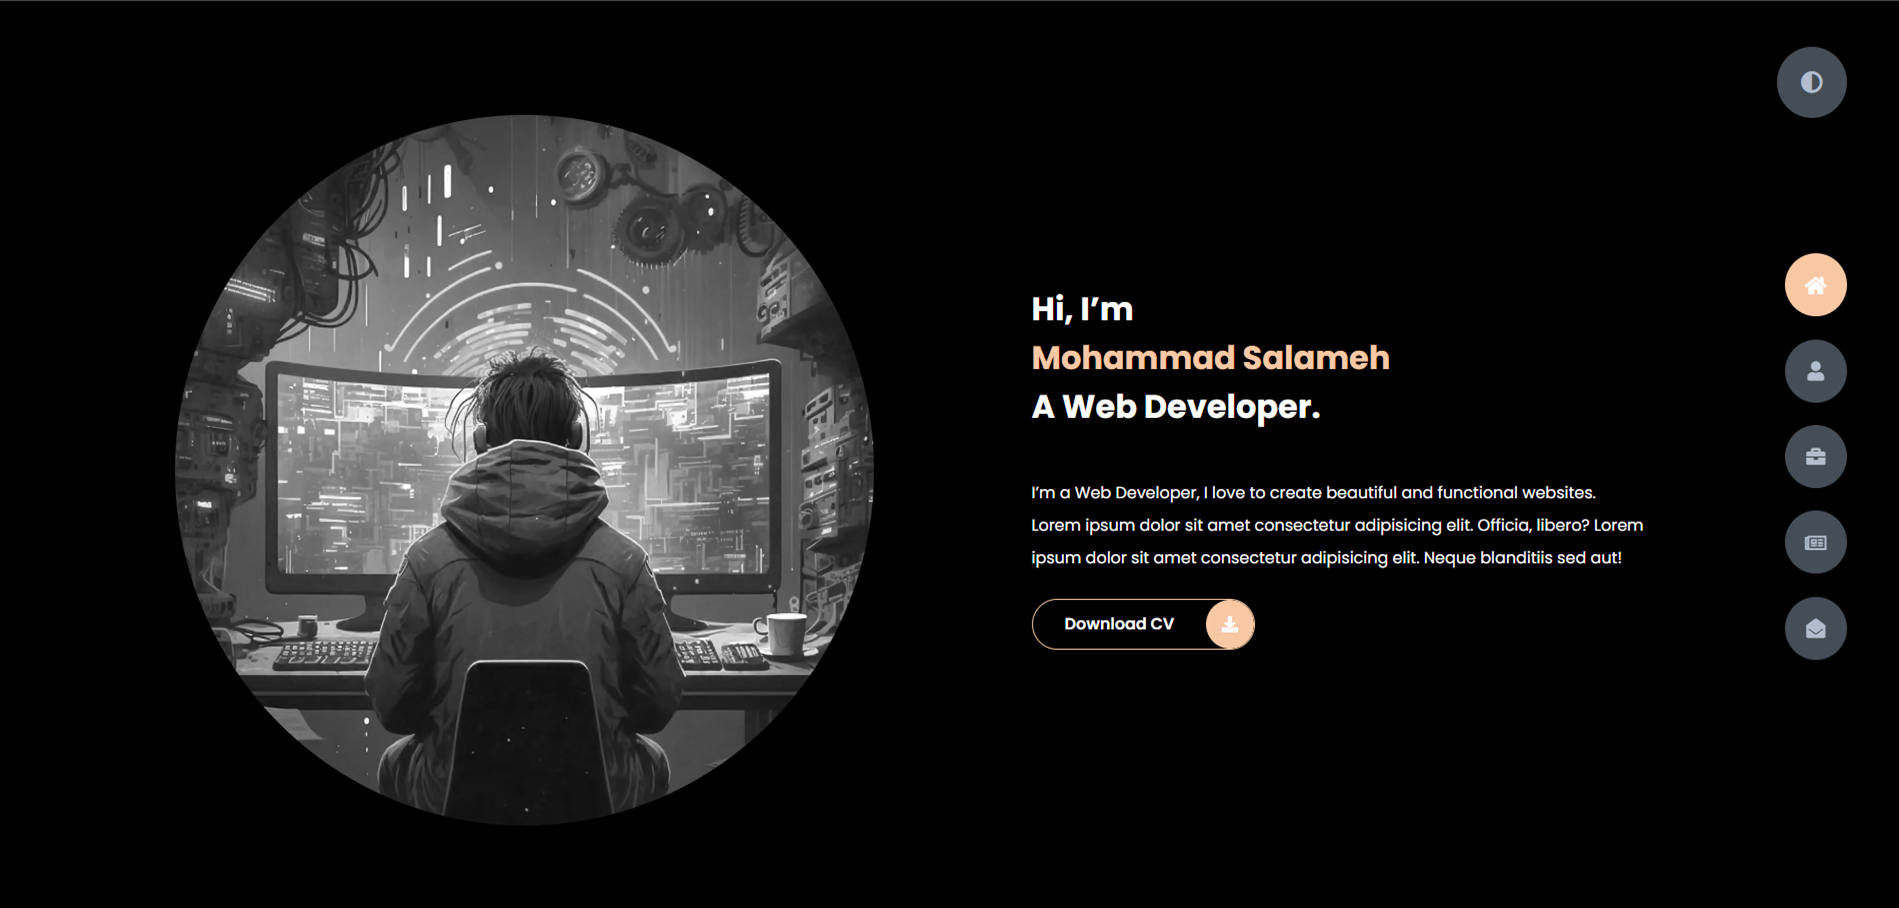 Hi, I’m
Mohammad Salameh
A Web Developer.
I’m a Web Developer, I love to create beautiful and functional websites.
Lorem ipsum dolor sit amet consectetur adipisicing elit. Officia, libero? Lorem
ipsum dolor sit amet consectetur adipisicing elit. Neque blanditiis sed aut!
Download CV